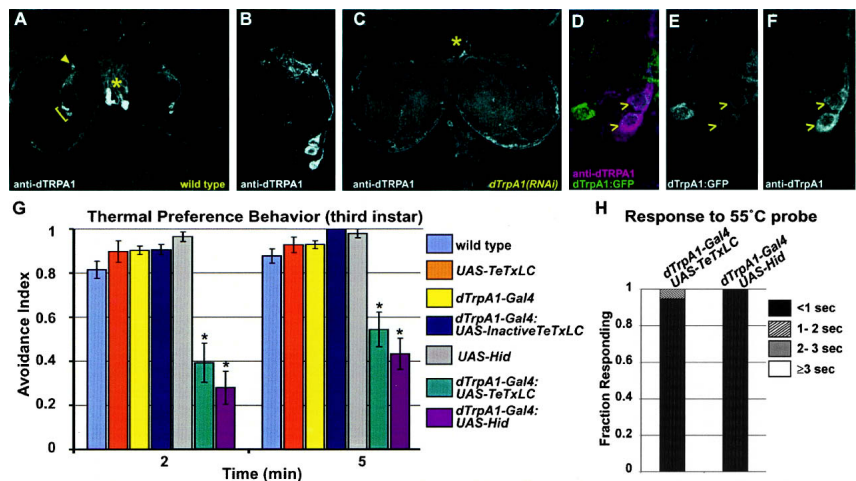 A
B
C
D
E
F
*
*
anti-dTRPA1
wild type
anti-dTRPA1
anti-dTRPA1
dTrpA1(RNAi)
anti-dTRPA1
dTrpA1:GFP
dTrpA1:GFP
anti-dTrpA1
G
Thermal Preference Behavior (third instar)
Avoidance Index
1
0.8
0.6
0.4
0.2
0
* *
* *
2
5
Time (min)
wild type
UAS-TeTxLC
dTrpA1-Gal4
dTrpA1-Gal4:
UAS-InactiveTeTxLC
UAS-Hid
dTrpA1-Gal4:
UAS-TeTxLC
dTrpA1-Gal4:
UAS-Hid
H
Response to 55˚C probe
dTrpA1-Gal4
UAS-TeTxLC
dTrpA1-Gal4
UAS-Hid
Fraction Responding
1
0.8
0.6
0.4
0.2
0
<1 sec
1- 2 sec
2- 3 sec
≥3 sec